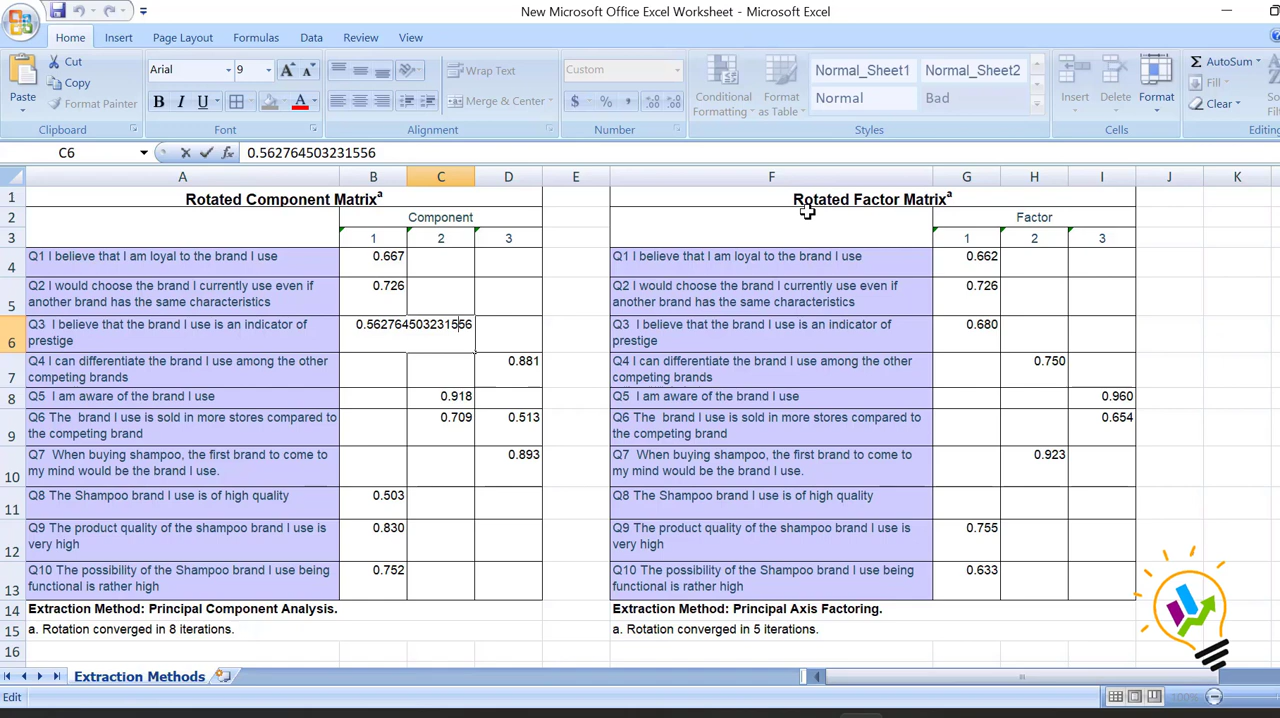 New Microsoft Office Excel Worksheet - Microsoft Excel
Home Insert Page Layout Formulas Data Review View
Paste
Cut
Copy
Format Painter
Clipboard
Arial 9
B I U
Font
Wrap Text
Merge & Center
Alignment
Custom
$ % ,
Number
Conditional Formatting
Format as Table
Normal_Sheet1 Normal_Sheet2
Normal Bad
Styles
Insert Delete Format
Cells
AutoSum
Fill
Clear
Editing
C6 fx 0.562764503231556
A B C D E F G H I J K
1 Rotated Component Matrixa Rotated Factor Matrixa
2 Component Factor
3 1 2 3 1 2 3
4 Q1 I believe that I am loyal to the brand I use 0.667 Q1 I believe that I am loyal to the brand I use 0.662
5 Q2 I would choose the brand I currently use even if another brand has the same characteristics 0.726 Q2 I would choose the brand I currently use even if another brand has the same characteristics 0.726
6 Q3 I believe that the brand I use is an indicator of prestige 0.562764503231556 Q3 I believe that the brand I use is an indicator of prestige 0.680
7 Q4 I can differentiate the brand I use among the other competing brands 0.881 Q4 I can differentiate the brand I use among the other competing brands 0.750
8 Q5 I am aware of the brand I use 0.918 Q5 I am aware of the brand I use 0.960
9 Q6 The brand I use is sold in more stores compared to the competing brand 0.709 0.513 Q6 The brand I use is sold in more stores compared to the competing brand 0.654
10 Q7 When buying shampoo, the first brand to come to my mind would be the brand I use. 0.893 Q7 When buying shampoo, the first brand to come to my mind would be the brand I use. 0.923
11 Q8 The Shampoo brand I use is of high quality 0.503 Q8 The Shampoo brand I use is of high quality
12 Q9 The product quality of the shampoo brand I use is very high 0.830 Q9 The product quality of the shampoo brand I use is very high 0.755
13 Q10 The possibility of the Shampoo brand I use being functional is rather high 0.752 Q10 The possibility of the Shampoo brand I use being functional is rather high 0.633
14 Extraction Method: Principal Component Analysis. Extraction Method: Principal Axis Factoring.
15 a. Rotation converged in 8 iterations. a. Rotation converged in 5 iterations.
16
Extraction Methods
Edit 100%